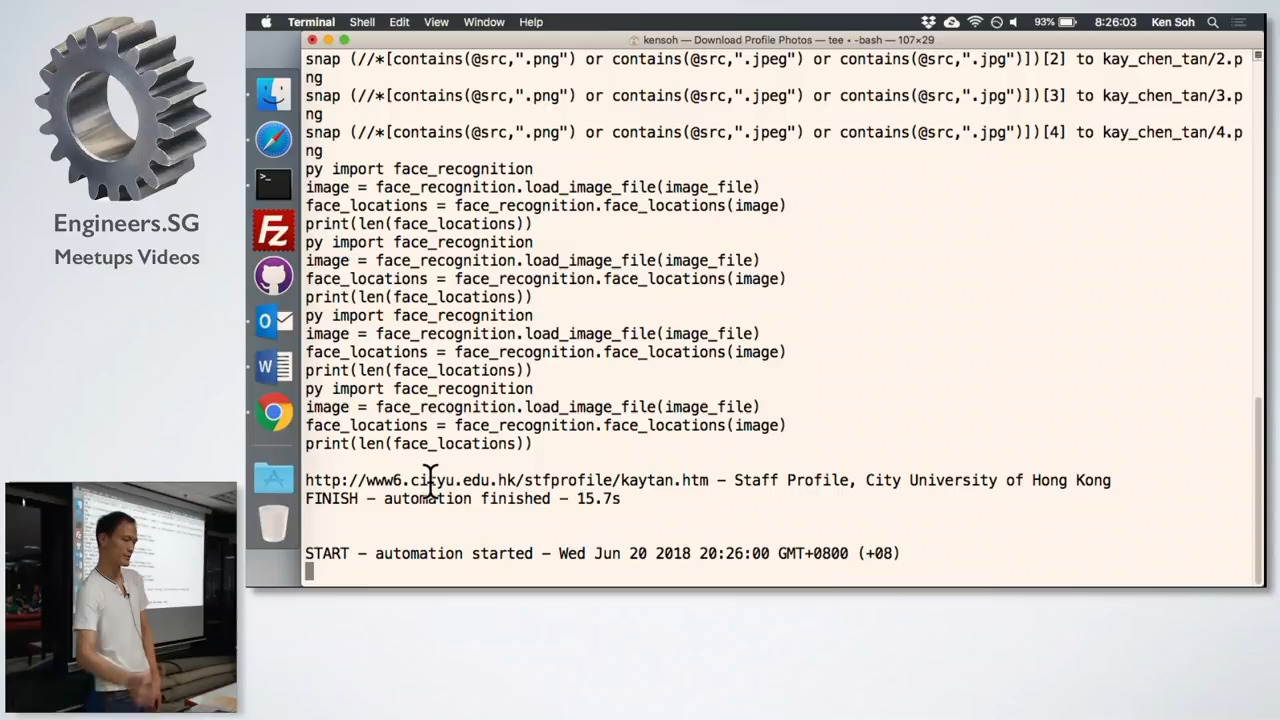 Terminal Shell Edit View Window Help 93% 8:26:03 Ken Soh
kensoh — Download Profile Photos — tee • -bash — 107×29
snap (//*[contains(@src,".png") or contains(@src,".jpeg") or contains(@src,".jpg")])[2] to kay_chen_tan/2.p
ng
snap (//*[contains(@src,".png") or contains(@src,".jpeg") or contains(@src,".jpg")])[3] to kay_chen_tan/3.p
ng
snap (//*[contains(@src,".png") or contains(@src,".jpeg") or contains(@src,".jpg")])[4] to kay_chen_tan/4.p
ng
py import face_recognition
image = face_recognition.load_image_file(image_file)
face_locations = face_recognition.face_locations(image)
print(len(face_locations))
py import face_recognition
image = face_recognition.load_image_file(image_file)
face_locations = face_recognition.face_locations(image)
print(len(face_locations))
py import face_recognition
image = face_recognition.load_image_file(image_file)
face_locations = face_recognition.face_locations(image)
print(len(face_locations))
py import face_recognition
image = face_recognition.load_image_file(image_file)
face_locations = face_recognition.face_locations(image)
print(len(face_locations))
http://www6.cityu.edu.hk/stfprofile/kaytan.htm - Staff Profile, City University of Hong Kong
FINISH - automation finished - 15.7s
START - automation started - Wed Jun 20 2018 20:26:00 GMT+0800 (+08)
Engineers.SG
Meetups Videos
>_
Fz
O
W